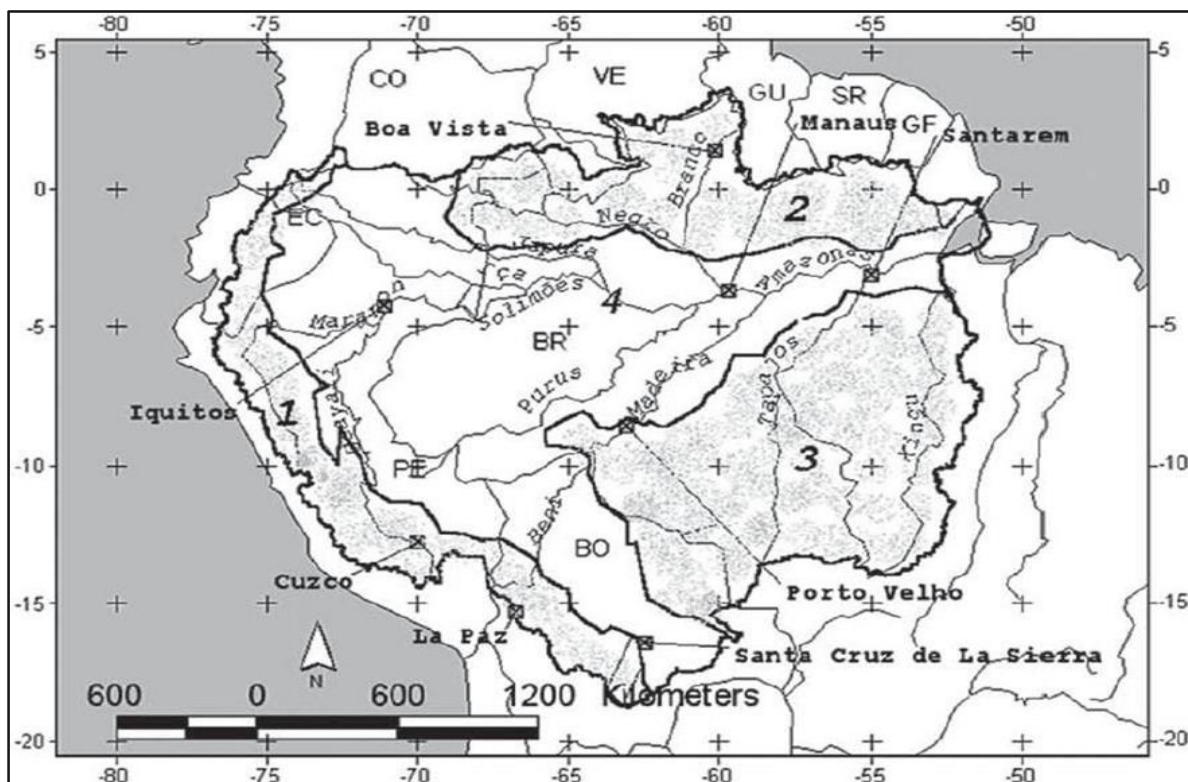 -80 -75 -70 -65 -60 -55 -50
5 5
CO VE GU SR
Manaus GF
Boa Vista Santarem
Branco
0 0
EC 2
Negro
Japura
Amazonas
ça
Marañon Solimões 4
-5 -5
BR
Madeira
Purus Tapajos
Iquitos 1 Xingu
Ucayali
-10 PE 3 -10
Beni
BO
Cuzco Porto Velho
-15 La Paz -15
Santa Cruz de La Sierra
N
600 0 600 1200 Kilometers
-20 -20
-80 -75 -70 -65 -60 -55 -50